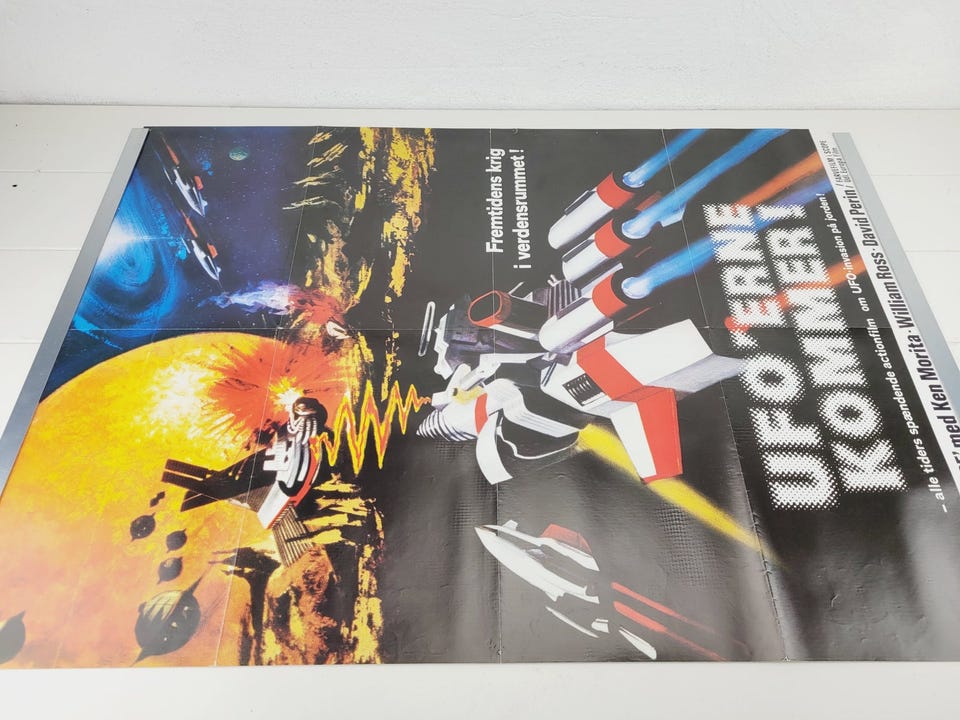 Fremtidens krig
i verdensrummet!
UFO'ERNE
KOMMER!
- alle tiders spændende actionfilm om UFO-invasion på jorden!
med Ken Morita · William Ross · David Perin /